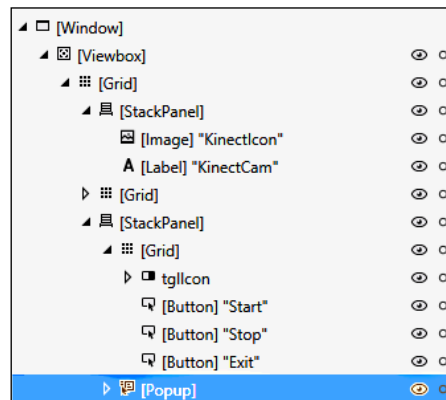 [Window]
[Viewbox]
[Grid]
[StackPanel]
[Image] "KinectIcon"
A [Label] "KinectCam"
[Grid]
[StackPanel]
[Grid]
tglIcon
[Button] "Start"
[Button] "Stop"
[Button] "Exit"
[Popup]